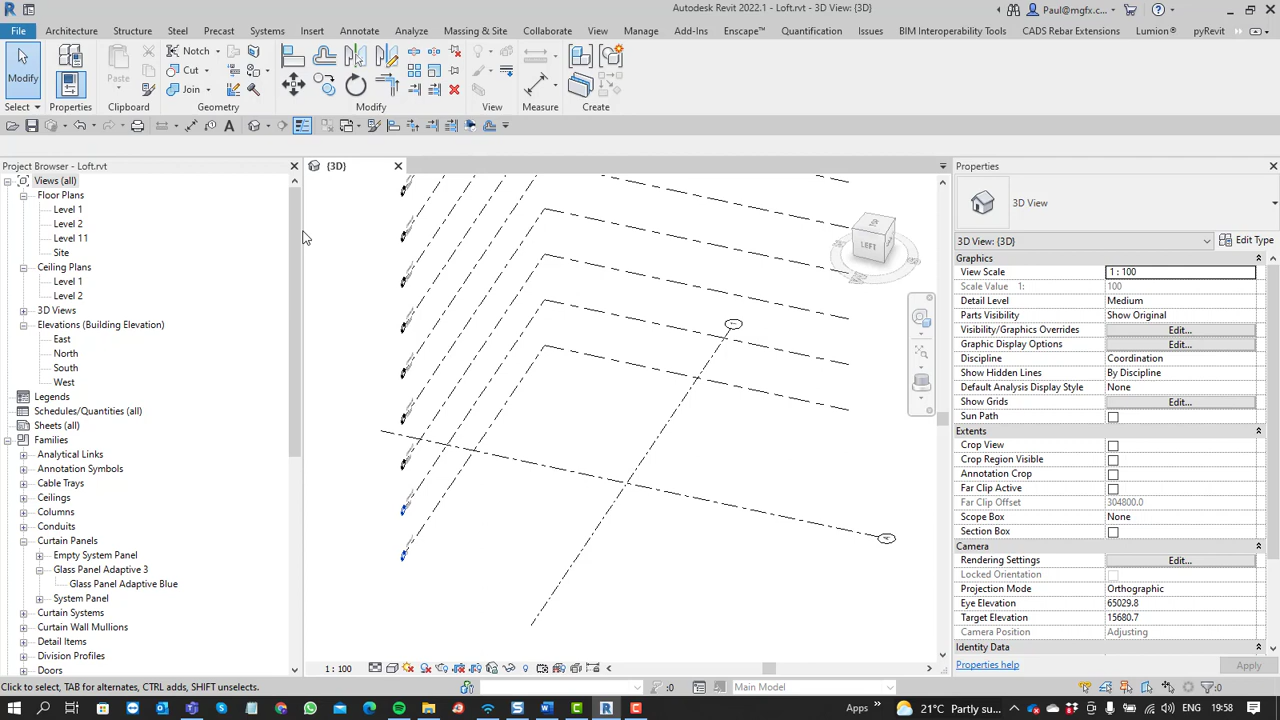 Autodesk Revit 2022.1 - Loft.rvt - 3D View: {3D}
Paul@mgfx.c...
File Architecture Structure Steel Precast Systems Insert Annotate Analyze Massing & Site Collaborate View Manage Add-Ins Enscape™ Quantification Issues BIM Interoperability Tools CADS Rebar Extensions Lumion® pyRevit
Modify
Properties
Paste
Notch
Cut
Join
Select Properties Clipboard Geometry Modify View Measure Create
Project Browser - Loft.rvt
{3D}
Properties
Views (all)
Floor Plans
Level 1
Level 2
Level 11
Site
Ceiling Plans
Level 1
Level 2
3D Views
Elevations (Building Elevation)
East
North
South
West
Legends
Schedules/Quantities (all)
Sheets (all)
Families
Analytical Links
Annotation Symbols
Cable Trays
Ceilings
Columns
Conduits
Curtain Panels
Empty System Panel
Glass Panel Adaptive 3
Glass Panel Adaptive Blue
System Panel
Curtain Systems
Curtain Wall Mullions
Detail Items
Division Profiles
Doors
LEFT
3D View
3D View: {3D}
Edit Type
Graphics
View Scale 1 : 100
Scale Value 1: 100
Detail Level Medium
Parts Visibility Show Original
Visibility/Graphics Overrides Edit...
Graphic Display Options Edit...
Discipline Coordination
Show Hidden Lines By Discipline
Default Analysis Display Style None
Show Grids Edit...
Sun Path
Extents
Crop View
Crop Region Visible
Annotation Crop
Far Clip Active
Far Clip Offset 304800.0
Scope Box None
Section Box
Camera
Rendering Settings Edit...
Locked Orientation
Projection Mode Orthographic
Eye Elevation 65029.8
Target Elevation 15680.7
Camera Position Adjusting
Identity Data
Properties help
Apply
1 : 100
Click to select, TAB for alternates, CTRL adds, SHIFT unselects.
:0
Main Model
:0
Apps
21°C Partly su...
ENG
19:58